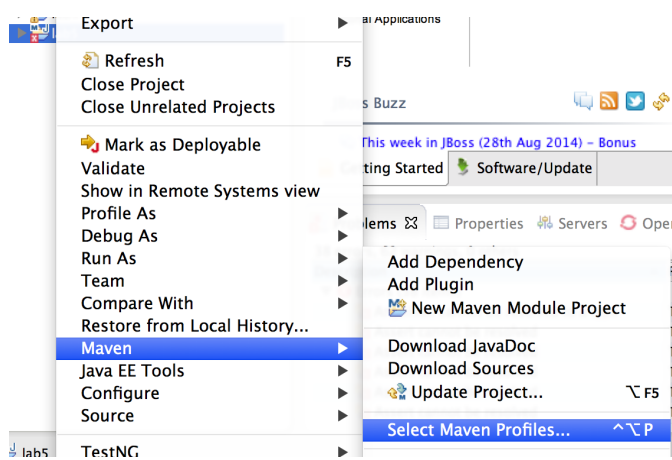 Export
al Applications
Refresh F5
Close Project
Close Unrelated Projects
s Buzz
Mark as Deployable
This week in JBoss (28th Aug 2014) – Bonus
Validate
ting Started
Software/Update
Show in Remote Systems view
Profile As
lems
Properties
Servers
Debug As
Run As
Team
Compare With
Restore from Local History...
Maven
Java EE Tools
Configure
Source
TestNG
Add Dependency
Add Plugin
New Maven Module Project
Download JavaDoc
Download Sources
Update Project... ⌥F5
Select Maven Profiles... ^⌥P
lab5